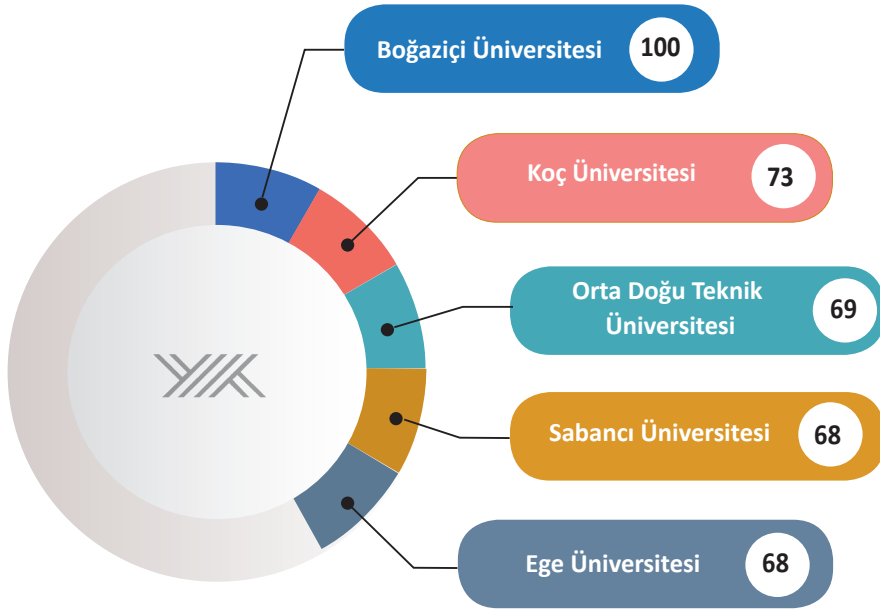 Boğaziçi Üniversitesi 100
Koç Üniversitesi 73
Orta Doğu Teknik
Üniversitesi 69
Sabancı Üniversitesi 68
Ege Üniversitesi 68